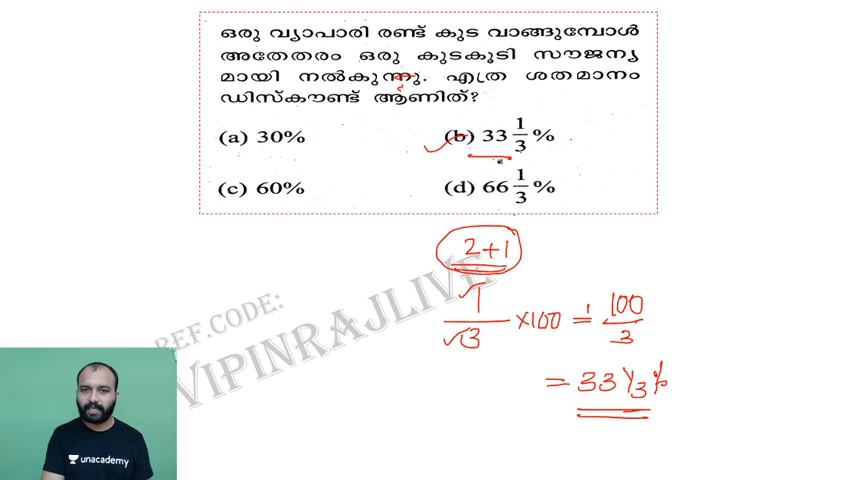 ഒരു വ്യാപാരി രണ്ട് കുട വാങ്ങുമ്പോൾ
അതേതരം ഒരു കുടകൂടി സൗജന്യ
മായി നൽകുന്നു. എത്ര ശതമാനം
ഡിസ്കൗണ്ട് ആണിത്?
(a) 30% (b) 33 1/3 %
(c) 60% (d) 66 1/3 %
2+1
1/3 ×100 = 100/3
= 33 1/3 %
REF.CODE:
VIPINRAJLIVE
unacademy